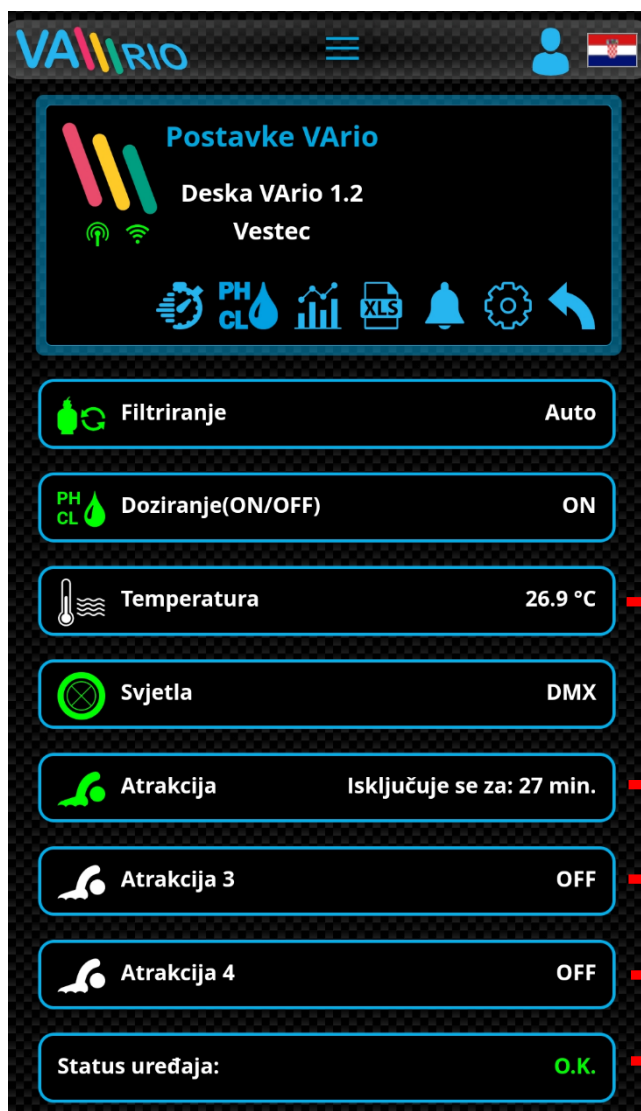 VARIO
Postavke VArio
Deska VArio 1.2
Vestec
PH
CL
XLS
Filtriranje Auto
PH
CL
Doziranje(ON/OFF) ON
Temperatura 26.9 °C
Svjetla DMX
Atrakcija Isključuje se za: 27 min.
Atrakcija 3 OFF
Atrakcija 4 OFF
Status uređaja: O.K.